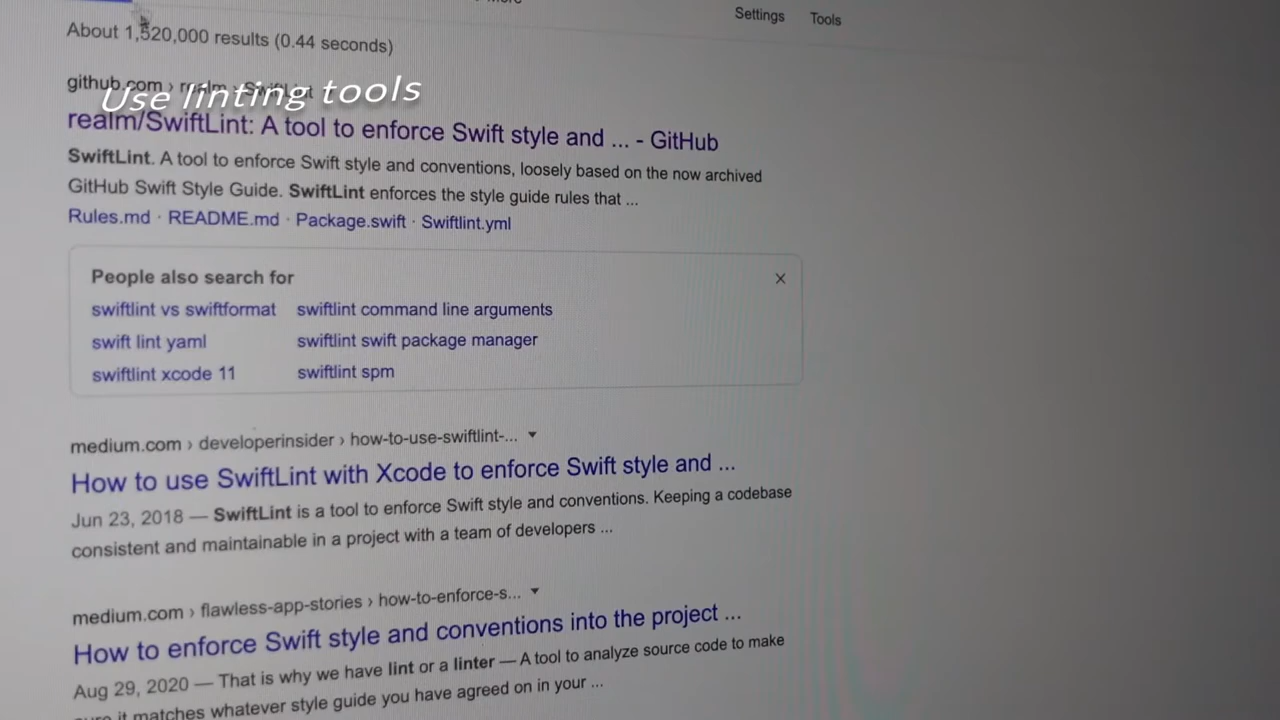 Settings Tools
About 1,520,000 results (0.44 seconds)
github.com › realm › SwiftLint
Use linting tools
realm/SwiftLint: A tool to enforce Swift style and ... - GitHub
SwiftLint. A tool to enforce Swift style and conventions, loosely based on the now archived
GitHub Swift Style Guide. SwiftLint enforces the style guide rules that ...
Rules.md · README.md · Package.swift · Swiftlint.yml
People also search for
swiftlint vs swiftformat swiftlint command line arguments
swift lint yaml swiftlint swift package manager
swiftlint xcode 11 swiftlint spm
medium.com › developerinsider › how-to-use-swiftlint-...
How to use SwiftLint with Xcode to enforce Swift style and ...
Jun 23, 2018 — SwiftLint is a tool to enforce Swift style and conventions. Keeping a codebase
consistent and maintainable in a project with a team of developers ...
medium.com › flawless-app-stories › how-to-enforce-s...
How to enforce Swift style and conventions into the project ...
Aug 29, 2020 — That is why we have lint or a linter — A tool to analyze source code to make
sure it matches whatever style guide you have agreed on in your ...